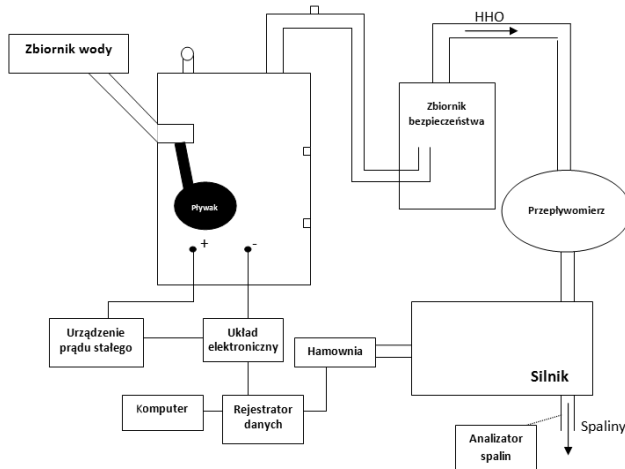 HHO
Zbiornik wody
Zbiornik
bezpieczeństwa
Pływak
Przepływomierz
+ -
Urządzenie
prądu stałego
Układ
elektroniczny
Hamownia
Silnik
Komputer
Rejestrator
danych
Spaliny
Analizator
spalin